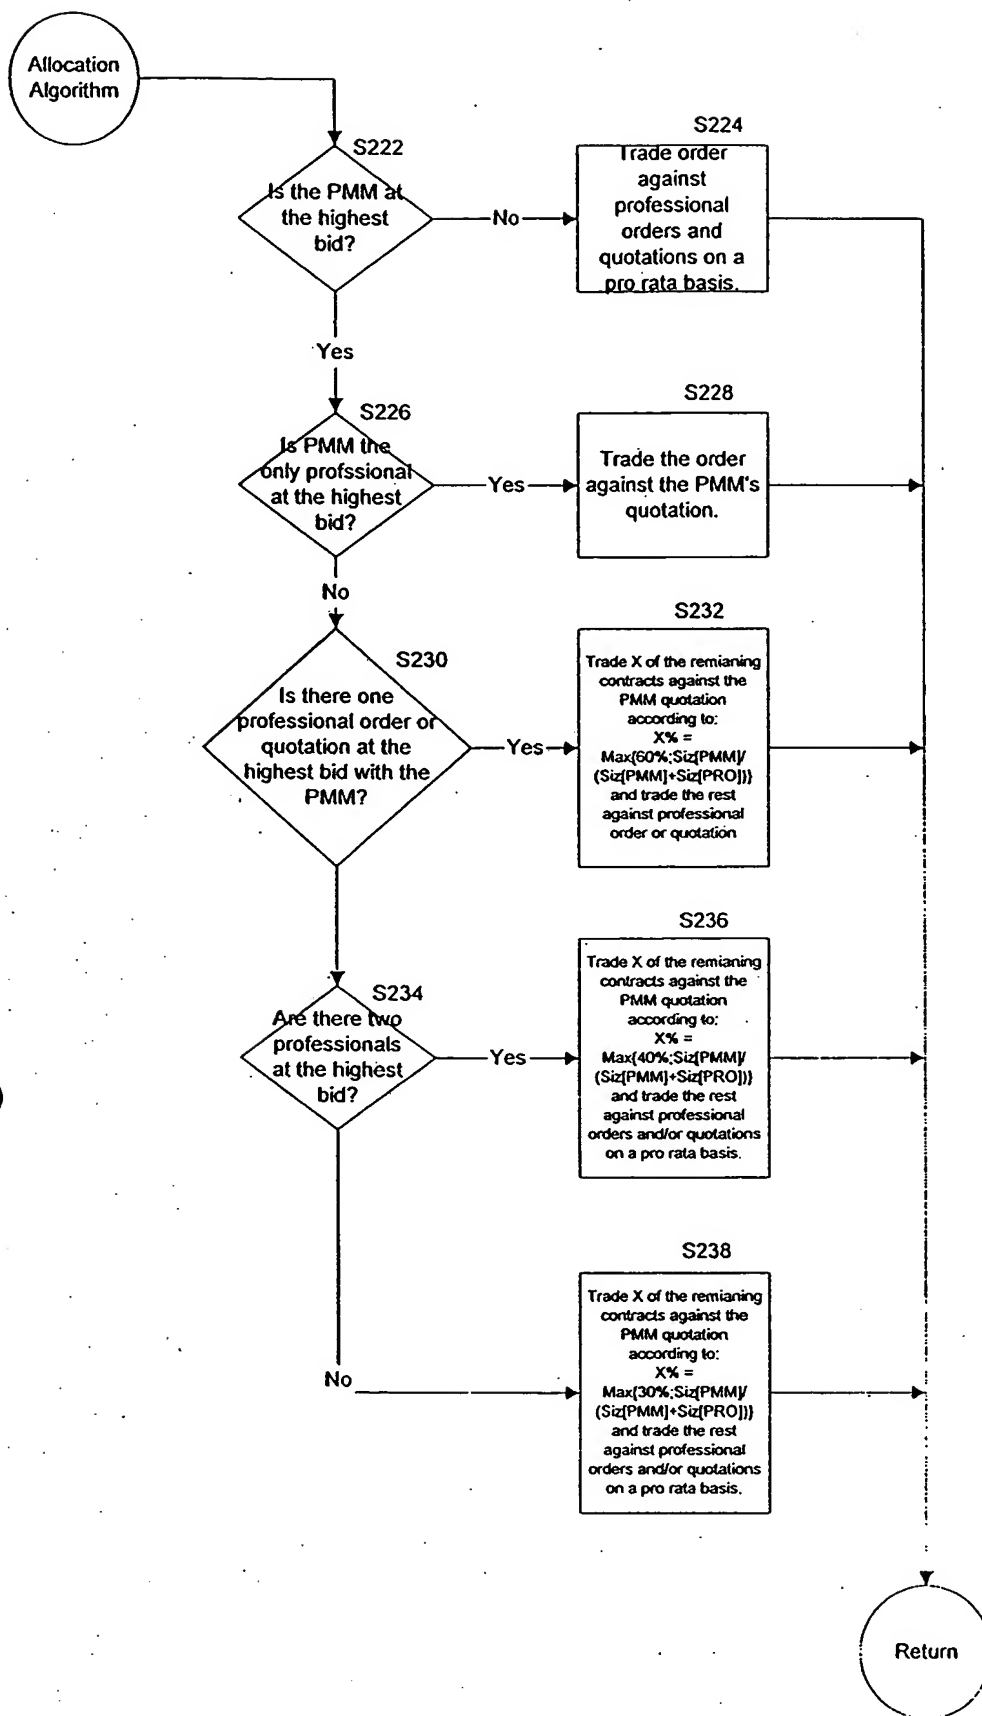 Allocation
Algorithm
S222
Is the PMM at
the highest
bid?
No
S224
Trade order
against
professional
orders and
quotations on a
pro rata basis.
Yes
S226
Is PMM the
only profssional
at the highest
bid?
Yes
S228
Trade the order
against the PMM's
quotation.
No
S230
Is there one
professional order or
quotation at the
highest bid with the
PMM?
Yes
S232
Trade X of the remianing
contracts against the
PMM quotation
according to:
X% =
Max{60%;Siz[PMM]/
(Siz[PMM]+Siz[PRO])}
and trade the rest
against professional
order or quotation
S234
Are there two
professionals
at the highest
bid?
Yes
S236
Trade X of the remianing
contracts against the
PMM quotation
according to:
X% =
Max{40%;Siz[PMM]/
(Siz[PMM]+Siz[PRO])}
and trade the rest
against professional
orders and/or quotations
on a pro rata basis.
No
S238
Trade X of the remianing
contracts against the
PMM quotation
according to:
X% =
Max{30%;Siz[PMM]/
(Siz[PMM]+Siz[PRO])}
and trade the rest
against professional
orders and/or quotations
on a pro rata basis.
Return